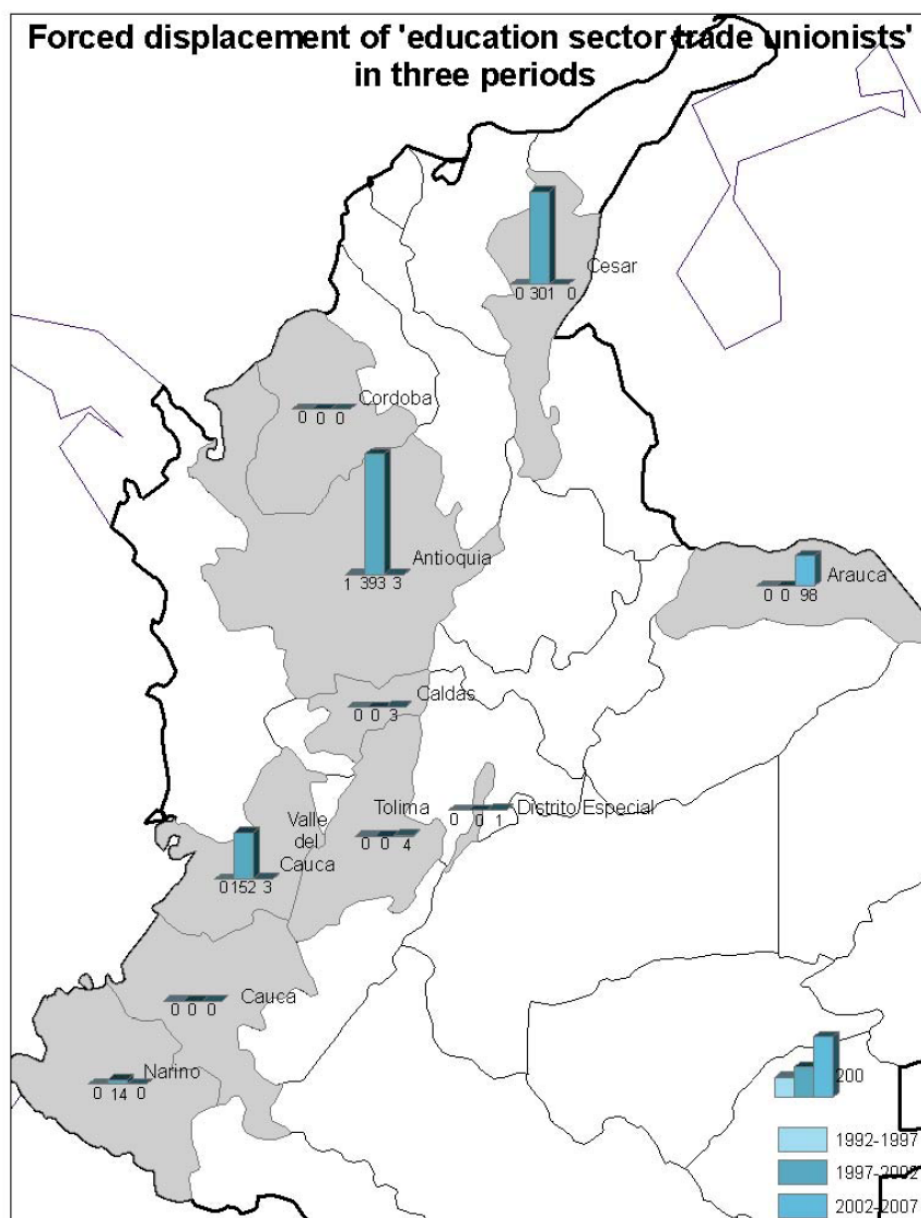 Forced displacement of 'education sector trade unionists'
in three periods
Cesar
0 301 0
Cordoba
0 0 0
Antioquia
1 393 3
Arauca
0 0 98
Caldas
0 0 3
Tolima
0 0 4
Distrito Especial
0 0 1
Valle
del
Cauca
0 152 3
Cauca
0 0 0
Narino
0 14 0
200
1992-1997
1997-2002
2002-2007